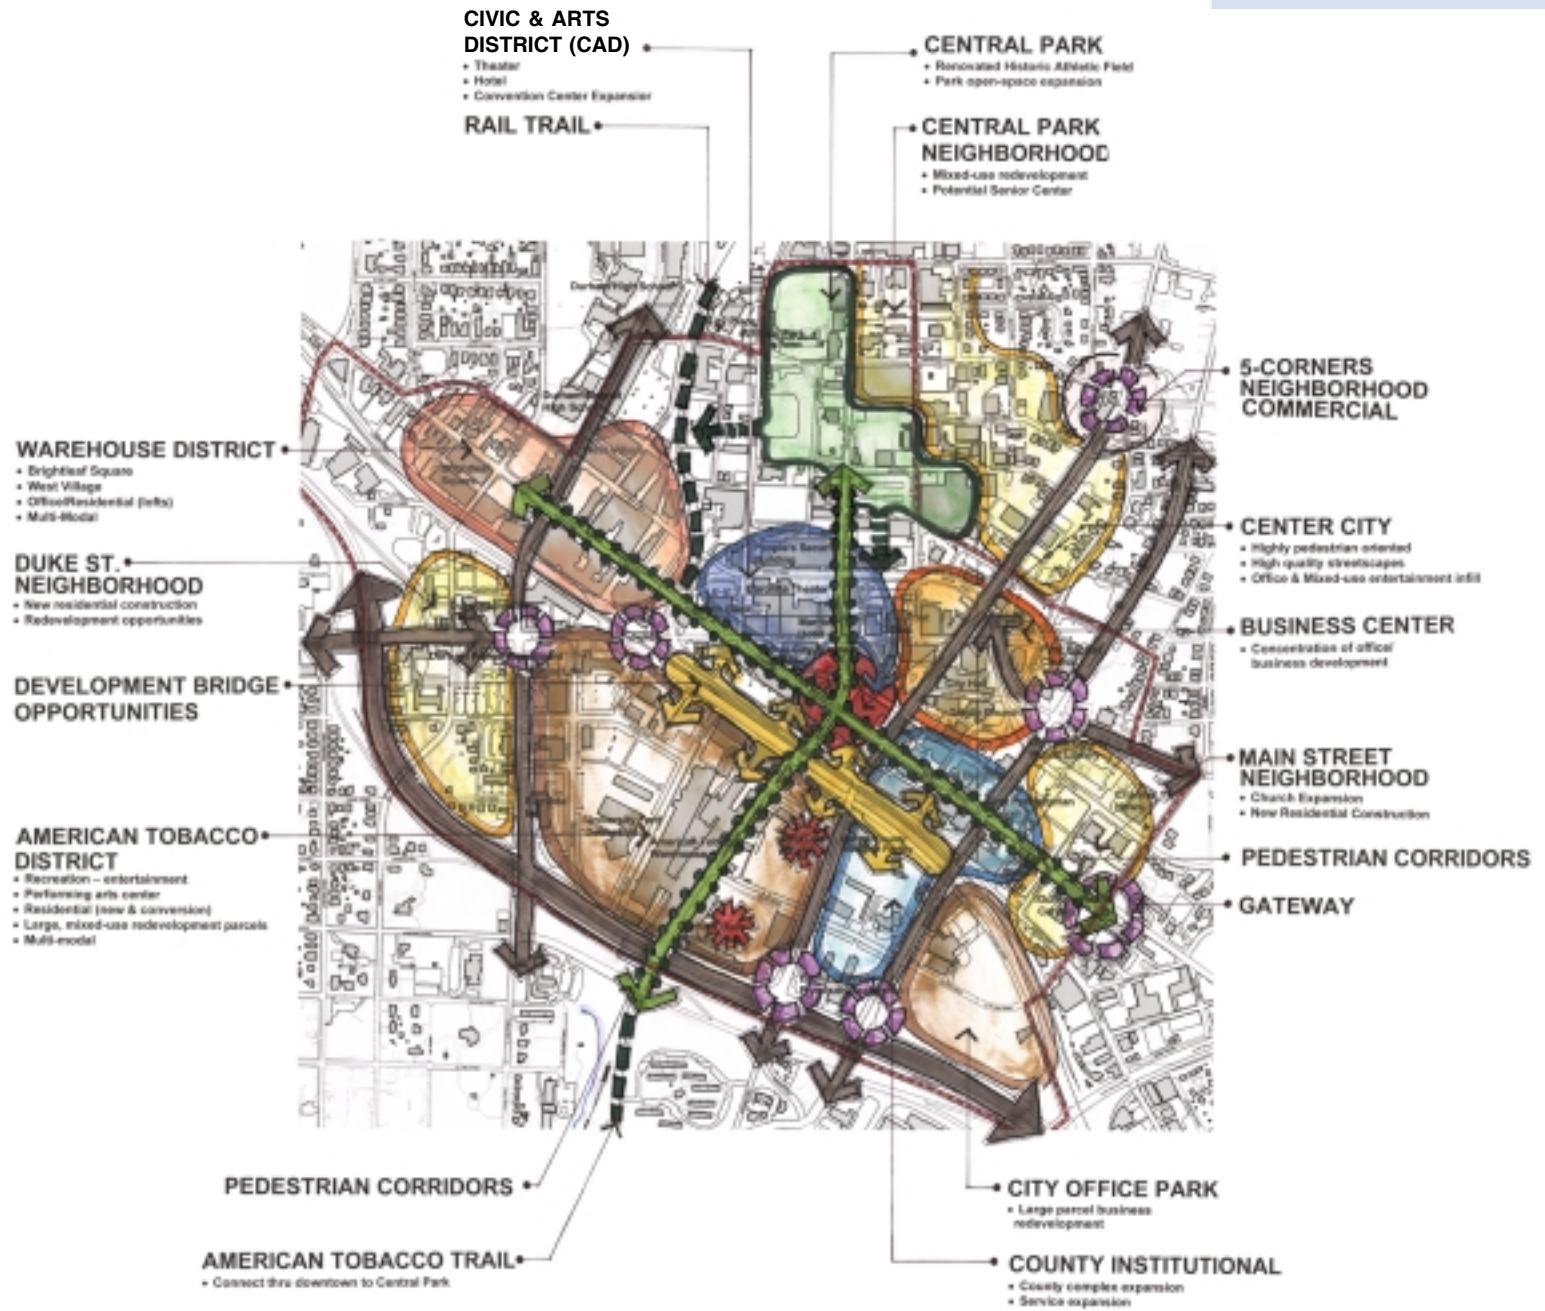 CIVIC & ARTS
DISTRICT (CAD)
• Theater
• Hotel
• Convention Center Expansion
RAIL TRAIL
CENTRAL PARK
• Renovated Historic Athletic Field
• Park open-space expansion
CENTRAL PARK
NEIGHBORHOOD
• Mixed-use redevelopment
• Potential Senior Center
Durham High School
5-CORNERS
NEIGHBORHOOD
COMMERCIAL
WAREHOUSE DISTRICT
• Brightleaf Square
• West Village
• Office/Residential (lofts)
• Multi-Modal
CENTER CITY
• Highly pedestrian oriented
• High quality streetscapes
• Office & Mixed-use entertainment infill
DUKE ST.
NEIGHBORHOOD
• New residential construction
• Redevelopment opportunities
BUSINESS CENTER
• Concentration of office/
business development
DEVELOPMENT BRIDGE
OPPORTUNITIES
MAIN STREET
NEIGHBORHOOD
• Church Expansion
• New Residential Construction
AMERICAN TOBACCO
DISTRICT
• Recreation – entertainment
• Performing arts center
• Residential (new & conversion)
• Large, mixed-use redevelopment parcels
• Multi-modal
PEDESTRIAN CORRIDORS
GATEWAY
PEDESTRIAN CORRIDORS
CITY OFFICE PARK
• Large parcel business
redevelopment
AMERICAN TOBACCO TRAIL
• Connect thru downtown to Central Park
COUNTY INSTITUTIONAL
• County complex expansion
• Service expansion